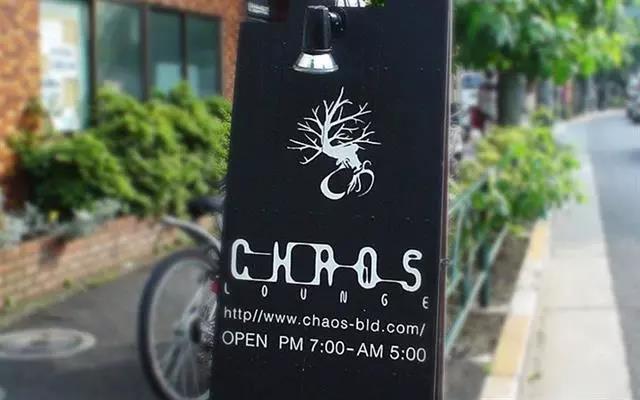 CHAOS
LOUNGE
http//www.chaos-bld.com/
OPEN PM 7:00-AM 5:00